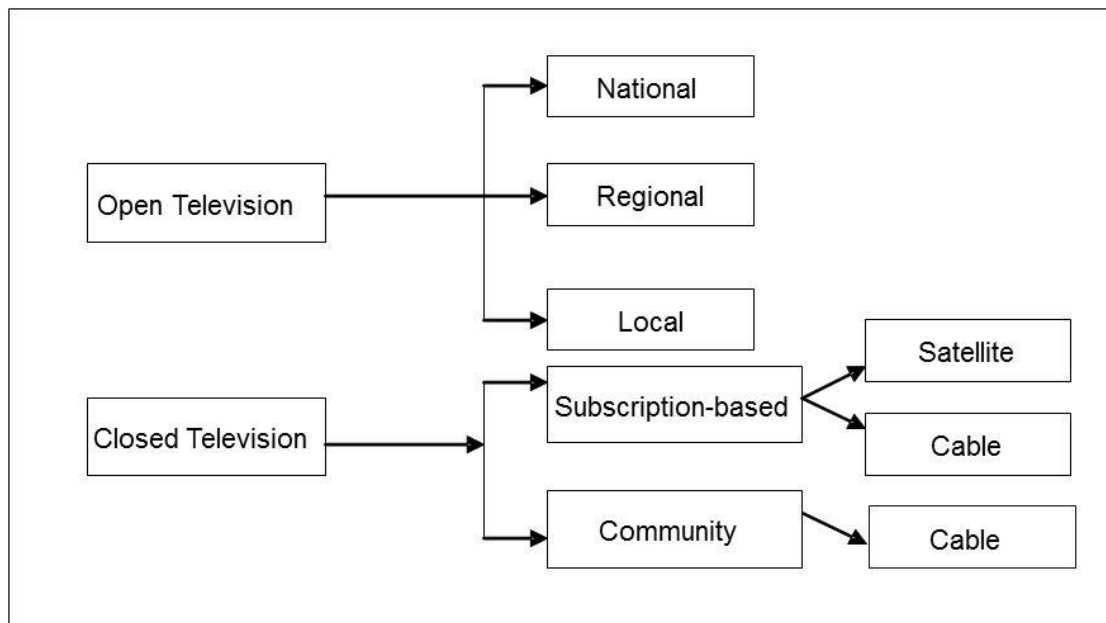 National
Open Television
Regional
Local
Closed Television
Subscription-based
Satellite
Cable
Community
Cable